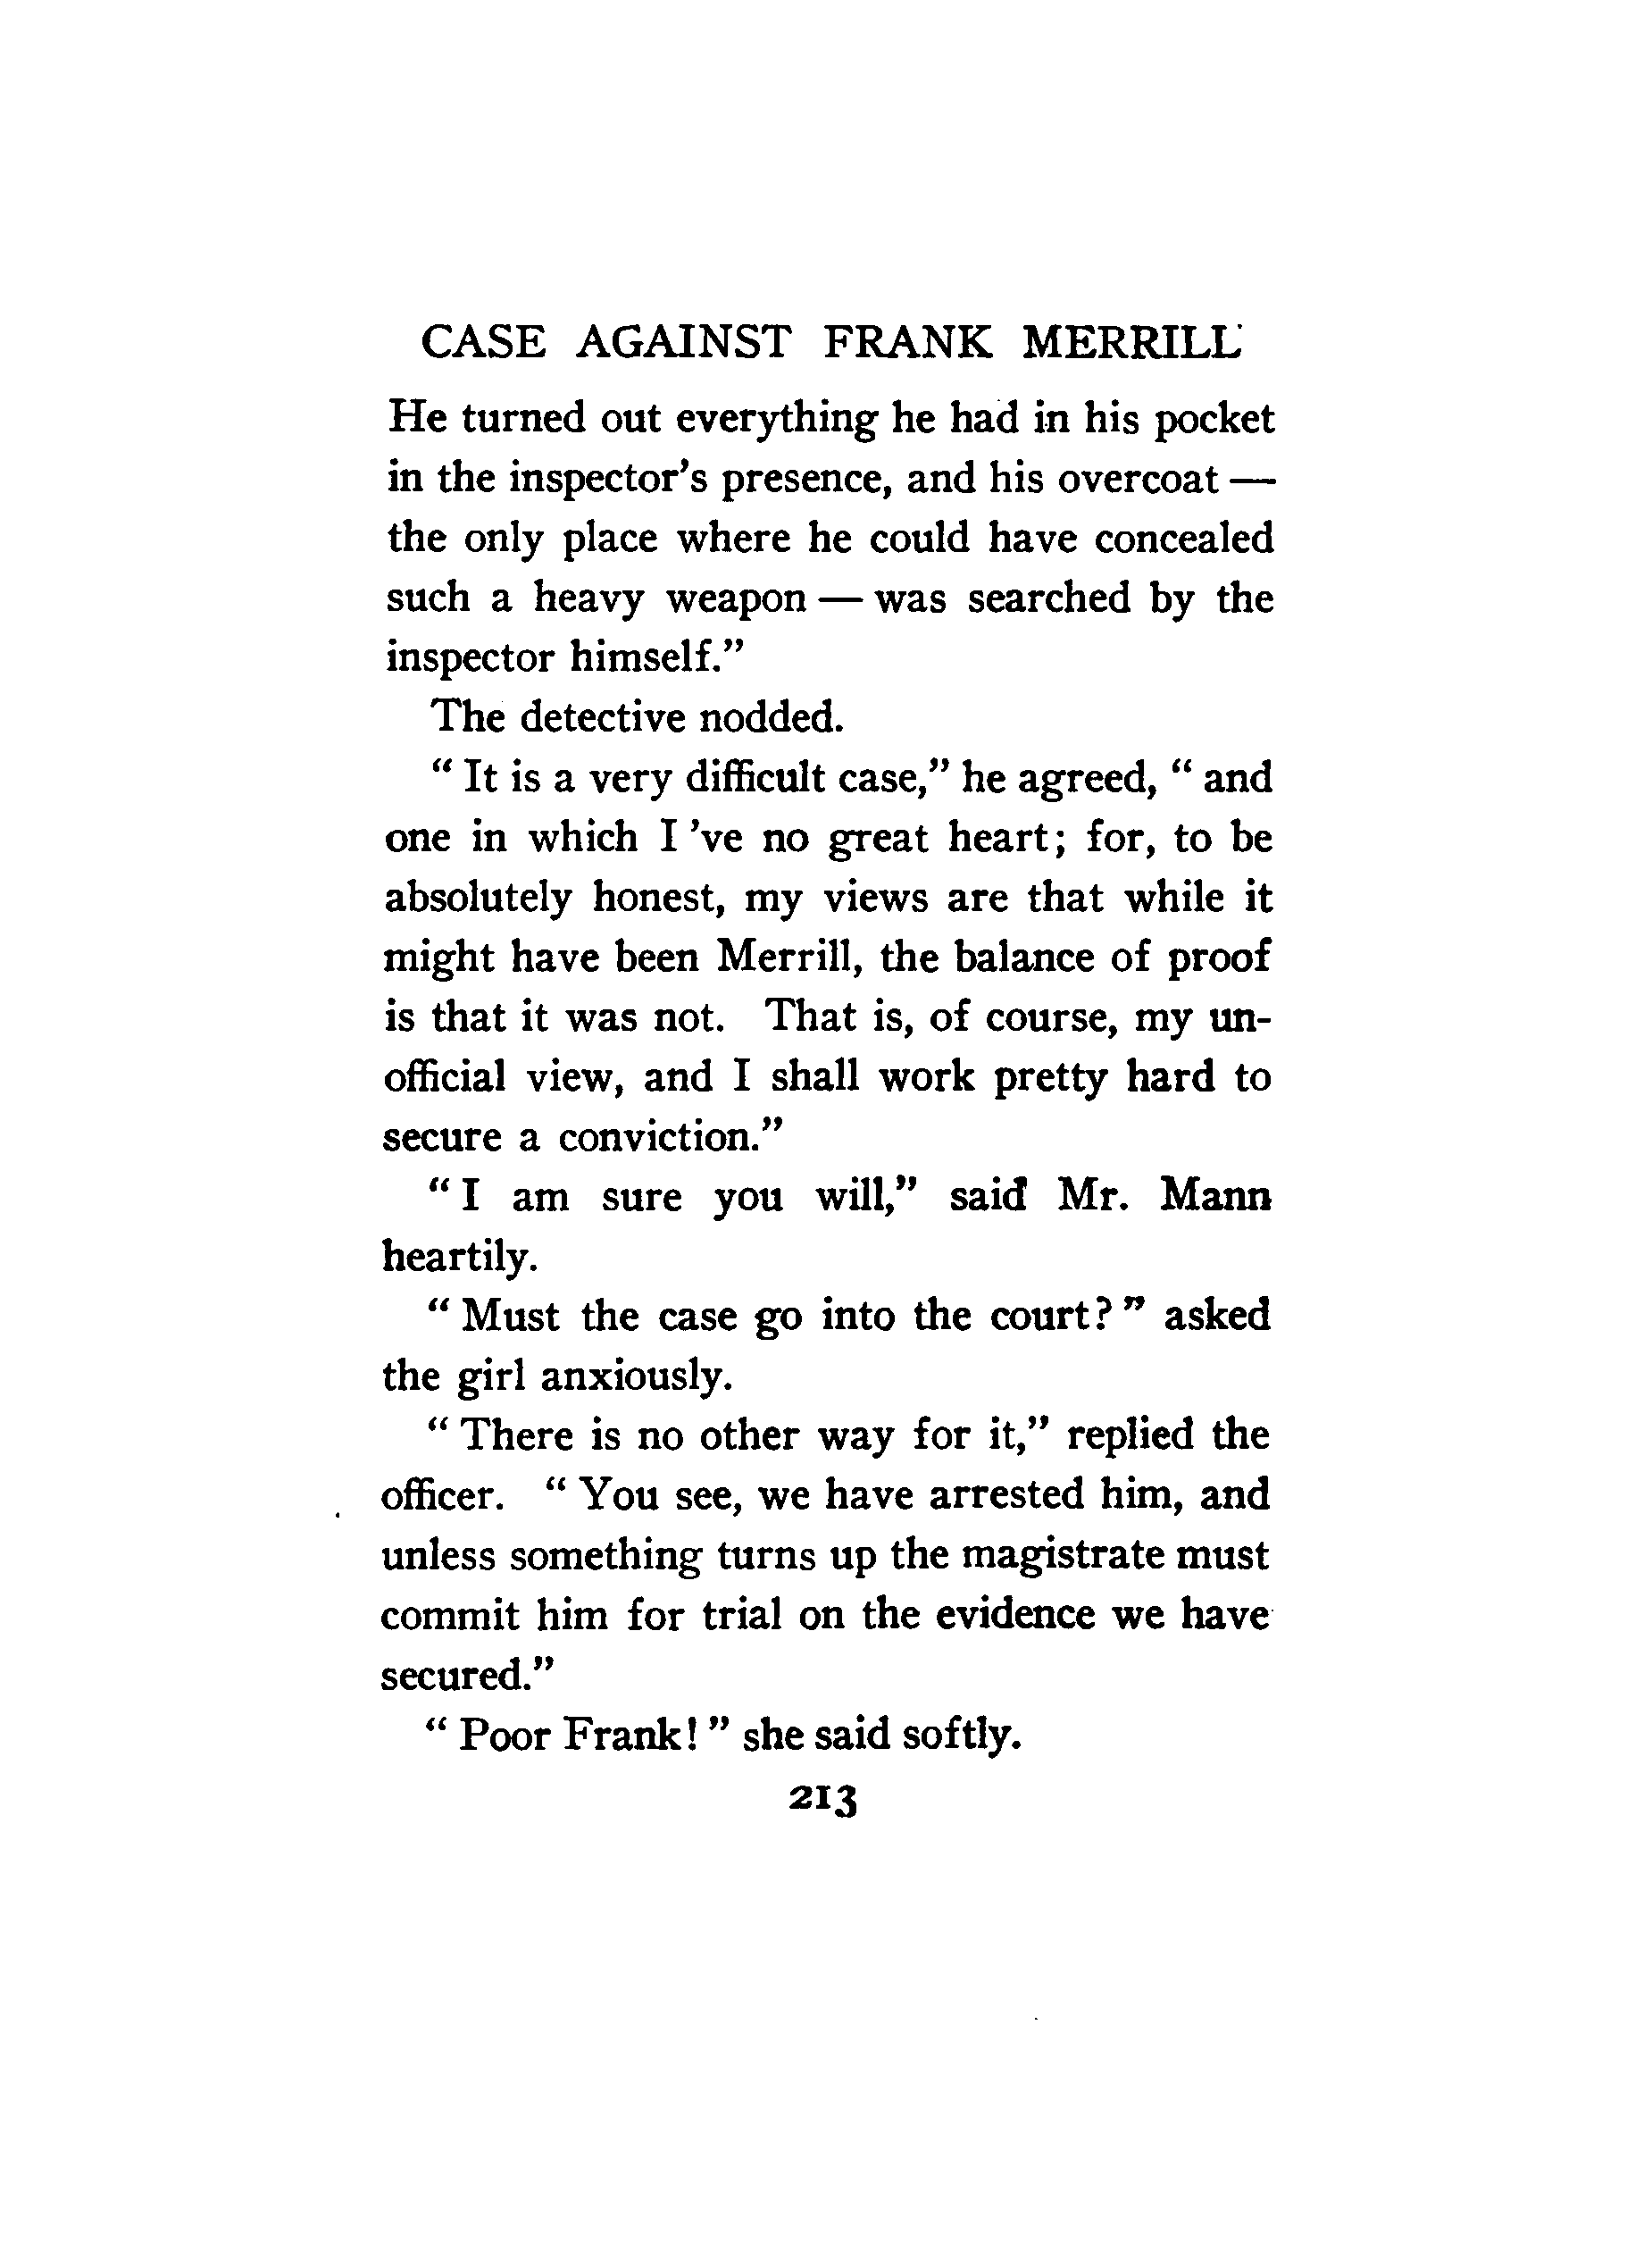 CASE AGAINST FRANK MERRILL
He turned out everything he had in his pocket
in the inspector's presence, and his overcoat —
the only place where he could have concealed
such a heavy weapon — was searched by the
inspector himself."
The detective nodded.
" It is a very difficult case," he agreed, " and
one in which I 've no great heart; for, to be
absolutely honest, my views are that while it
might have been Merrill, the balance of proof
is that it was not. That is, of course, my un-
official view, and I shall work pretty hard to
secure a conviction."
" I am sure you will," said Mr. Mann
heartily.
" Must the case go into the court? " asked
the girl anxiously.
" There is no other way for it," replied the
officer. " You see, we have arrested him, and
unless something turns up the magistrate must
commit him for trial on the evidence we have
secured."
" Poor Frank! " she said softly.
213